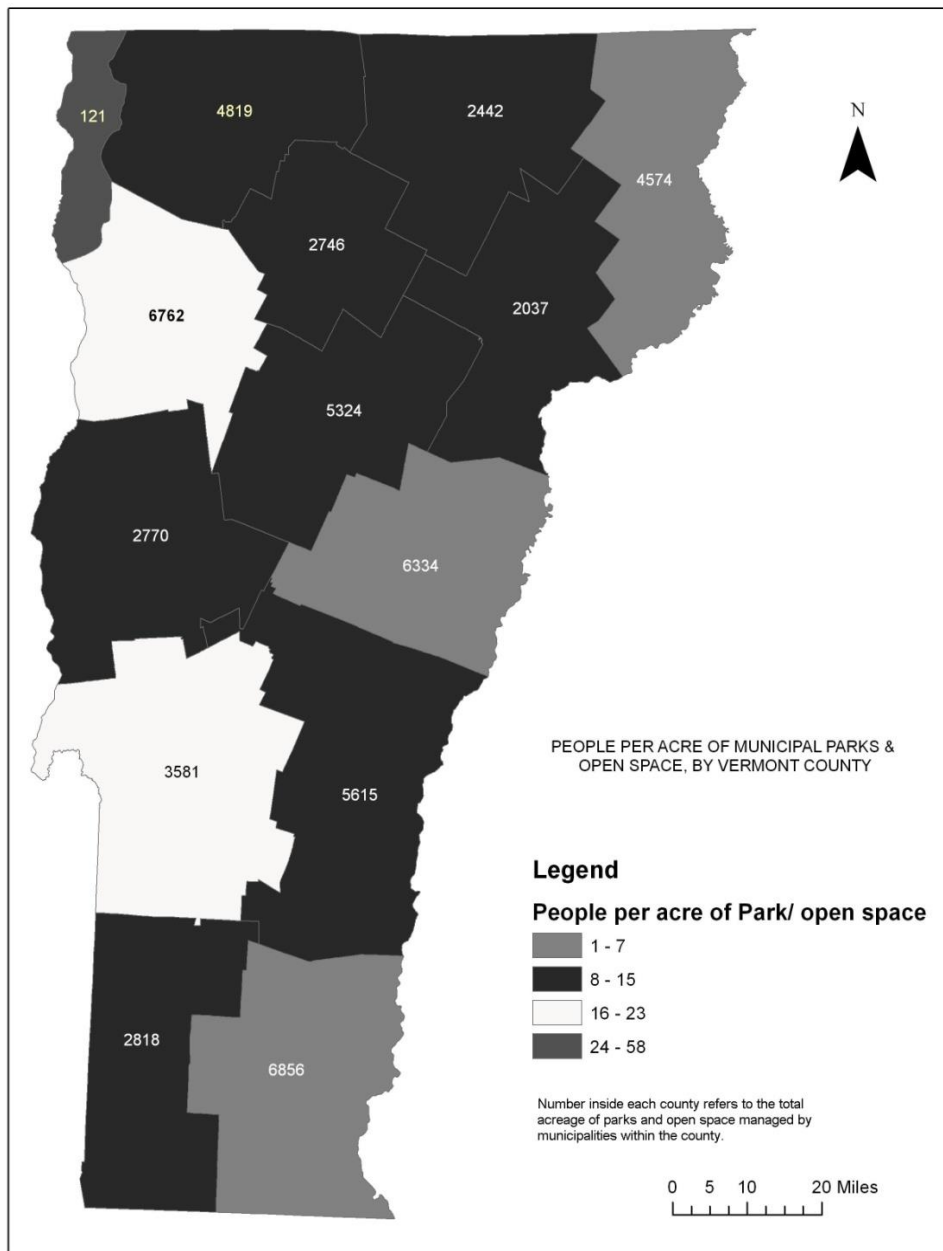 121
4819
2442
N
4574
2746
2037
6762
5324
2770
6334
PEOPLE PER ACRE OF MUNICIPAL PARKS &
OPEN SPACE, BY VERMONT COUNTY
3581
5615
Legend
People per acre of Park/ open space
1 - 7
8 - 15
16 - 23
24 - 58
2818
6856
Number inside each county refers to the total
acreage of parks and open space managed by
municipalities within the county.
0 5 10 20 Miles